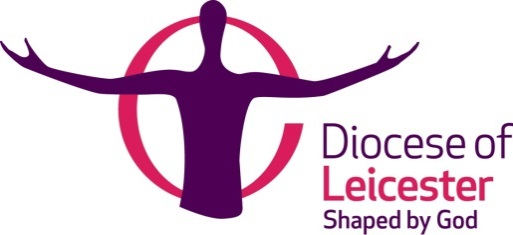 Diocese of
Leicester
Shaped by God